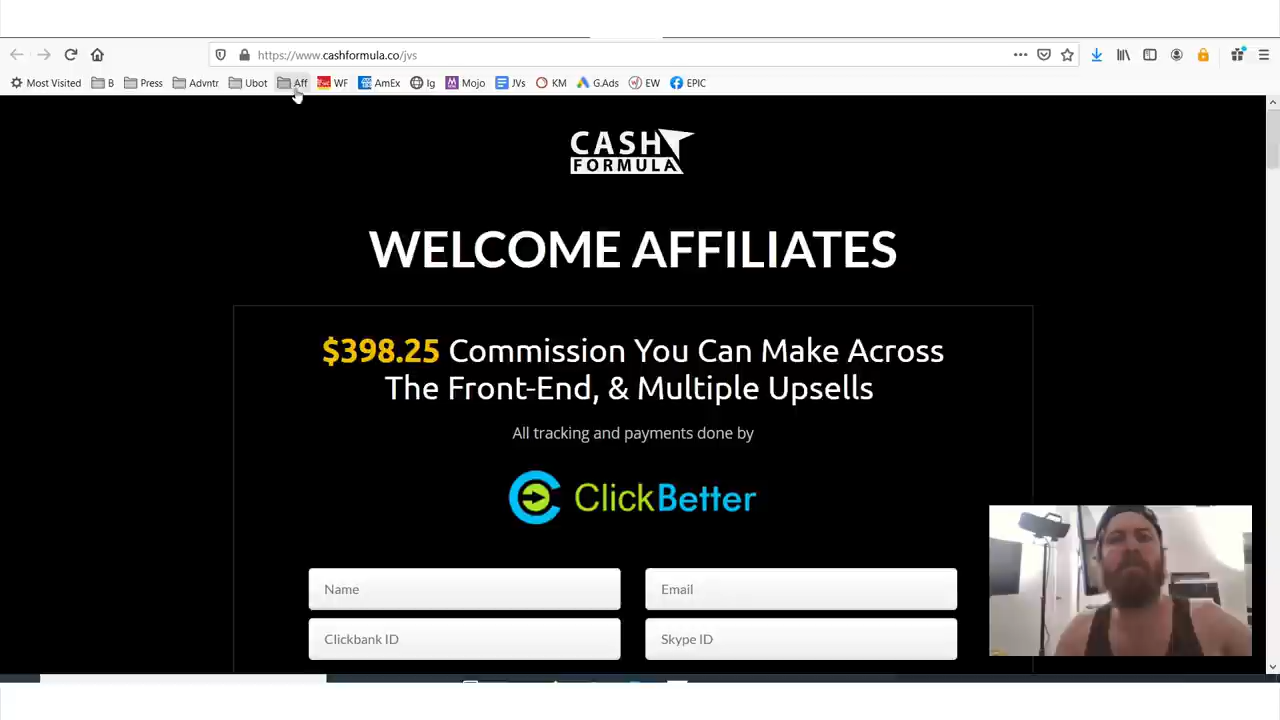 https://www.cashformula.co/jvs
Most Visited B Press Advntr Ubot Aff WF AmEx Ig Mojo JVs KM G.Ads EW EPIC
CASH
FORMULA
WELCOME AFFILIATES
$398.25 Commission You Can Make Across
The Front-End, & Multiple Upsells
All tracking and payments done by
ClickBetter
Name Email
Clickbank ID Skype ID